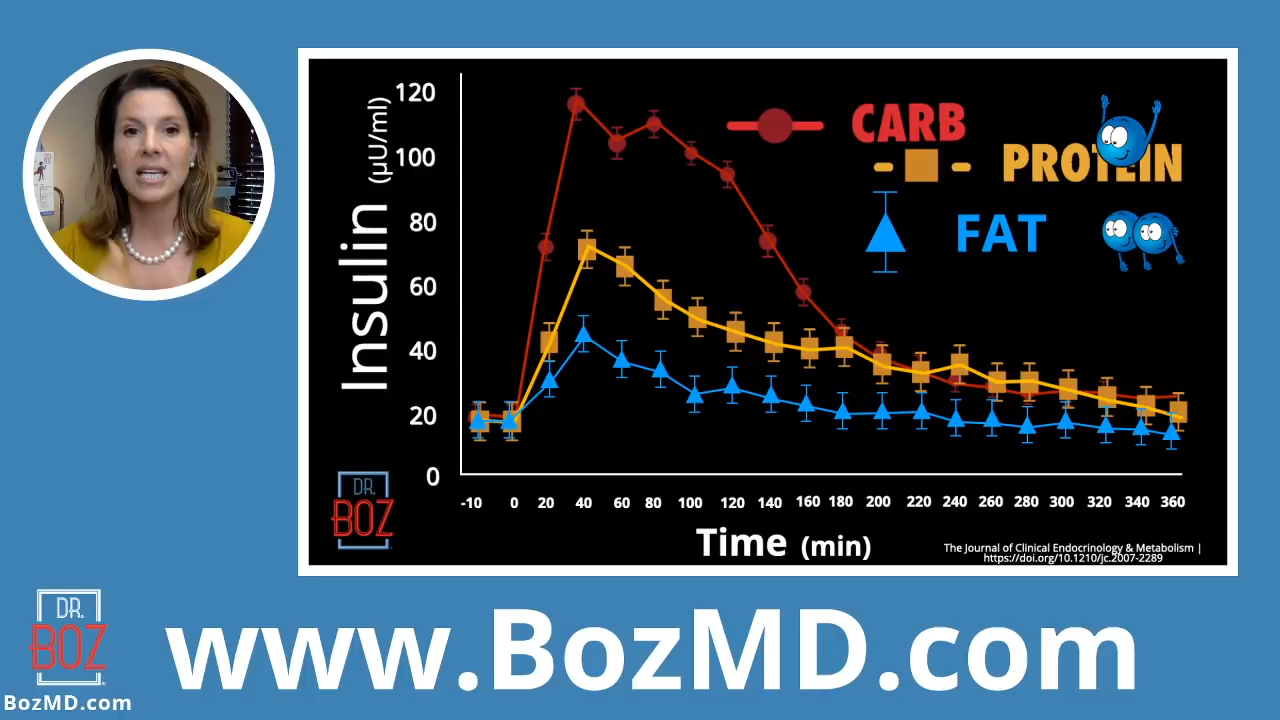 120
100
80
60
40
20
0
Insulin (µU/ml)
CARB
PROTEIN
FAT
-10 0 20 40 60 80 100 120 140 160 180 200 220 240 260 280 300 320 340 360
Time (min)
The Journal of Clinical Endocrinology & Metabolism |
https://doi.org/10.1210/jc.2007-2289
DR.
BOZ
DR.
BOZ
BozMD.com
www.BozMD.com